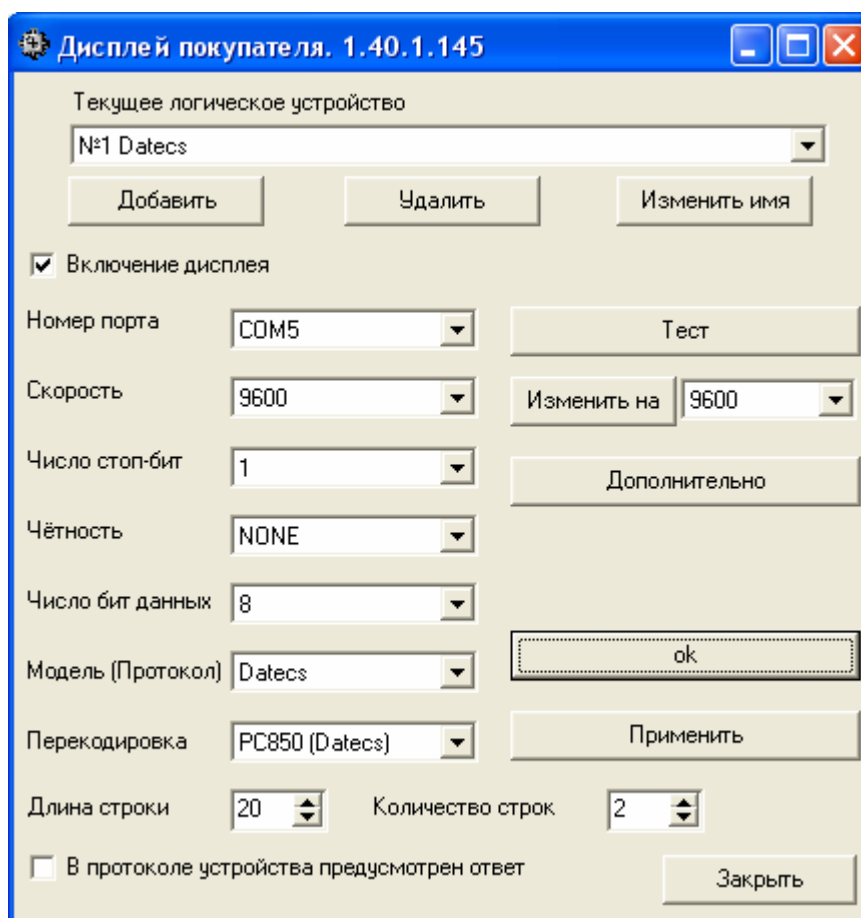 Дисплей покупателя. 1.40.1.145
Текущее логическое устройство
№1 Datecs
Добавить
Удалить
Изменить имя
Включение дисплея
Номер порта
COM5
Тест
Скорость
9600
Изменить на
9600
Число стоп-бит
1
Дополнительно
Чётность
NONE
Число бит данных
8
ok
Модель (Протокол)
Datecs
Перекодировка
PC850 (Datecs)
Применить
Длина строки
20
Количество строк
2
В протоколе устройства предусмотрен ответ
Закрыть